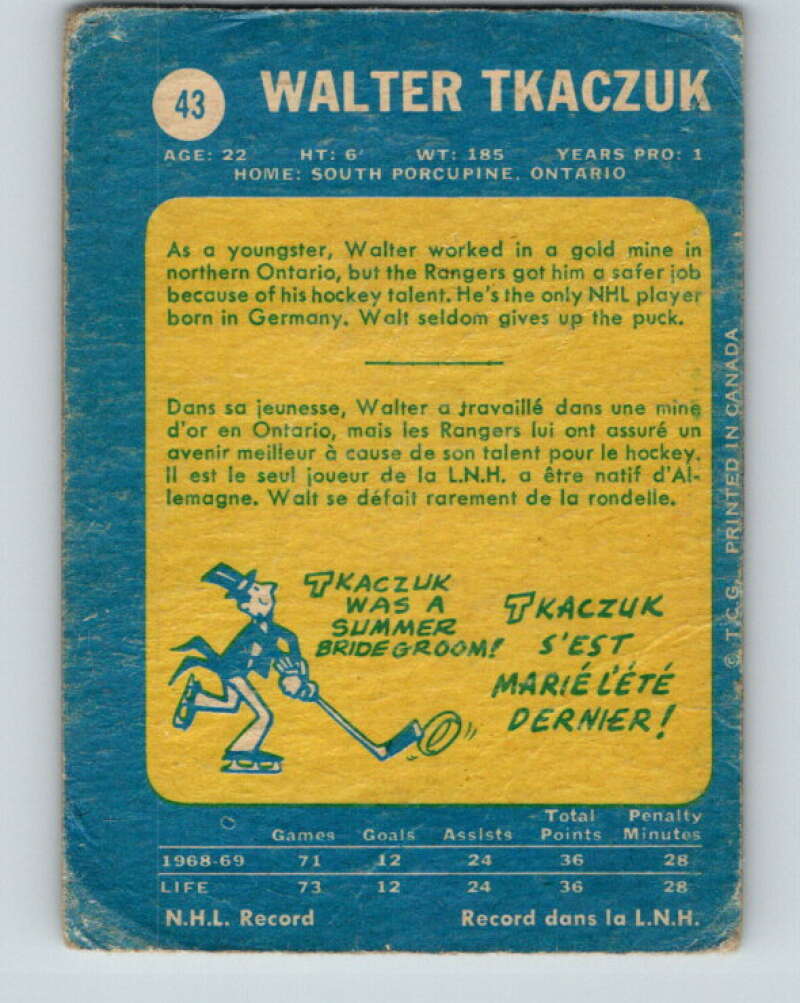 43 WALTER TKACZUK
AGE: 22 HT: 6' WT: 185 YEARS PRO: 1
HOME: SOUTH PORCUPINE, ONTARIO
As a youngster, Walter worked in a gold mine in
northern Ontario, but the Rangers got him a safer job
because of his hockey talent. He's the only NHL player
born in Germany. Walt seldom gives up the puck.
Dans sa jeunesse, Walter a travaillé dans une mine
d'or en Ontario, mais les Rangers lui ont assuré un
avenir meilleur à cause de son talent pour le hockey.
Il est le seul joueur de la L.N.H. a être natif d'Al-
lemagne. Walt se défait rarement de la rondelle.
TKACZUK
WAS A
SUMMER
BRIDEGROOM!
TKACZUK
S'EST
MARIÉ L'ÉTÉ
DERNIER!
© T.C.G. PRINTED IN CANADA
Games Goals Assists Total Points Penalty Minutes
1968-69 71 12 24 36 28
LIFE 73 12 24 36 28
N.H.L. Record Record dans la L.N.H.